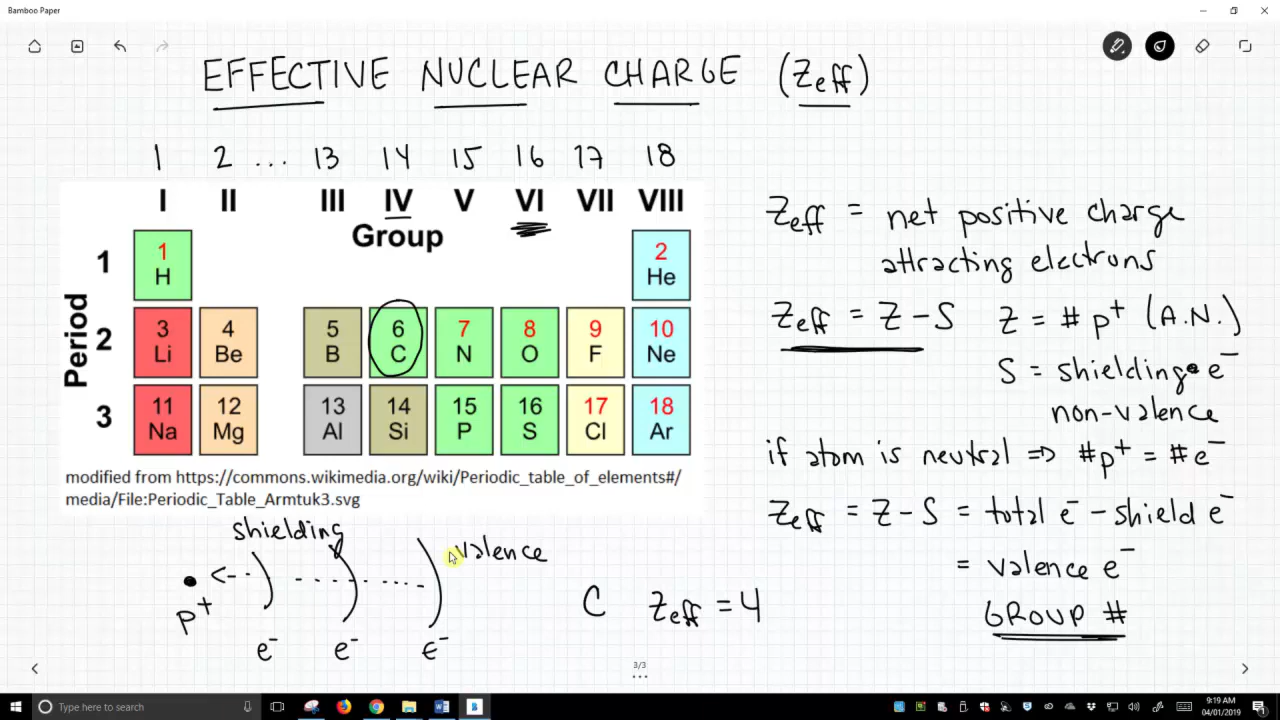 Bamboo Paper
EFFECTIVE NUCLEAR CHARGE (Zeff)
1 2 ... 13 14 15 16 17 18
I II III IV V VI VII VIII
Group
Period
1
1 H
2 He
2
3 Li
4 Be
5 B
6 C
7 N
8 O
9 F
10 Ne
3
11 Na
12 Mg
13 Al
14 Si
15 P
16 S
17 Cl
18 Ar
modified from https://commons.wikimedia.org/wiki/Periodic_table_of_elements#/
media/File:Periodic_Table_Armtuk3.svg
shielding
valence
p+
e- e- e-
C Zeff = 4
Zeff = net positive charge
attracting electrons
Zeff = Z - S Z = # p+ (A.N.)
S = shielding e-
non-valence
if atom is neutral => #p+ = #e-
Zeff = Z - S = total e- - shield e-
= valence e-
GROUP #
3/3
...
Type here to search
9:19 AM
04/01/2019